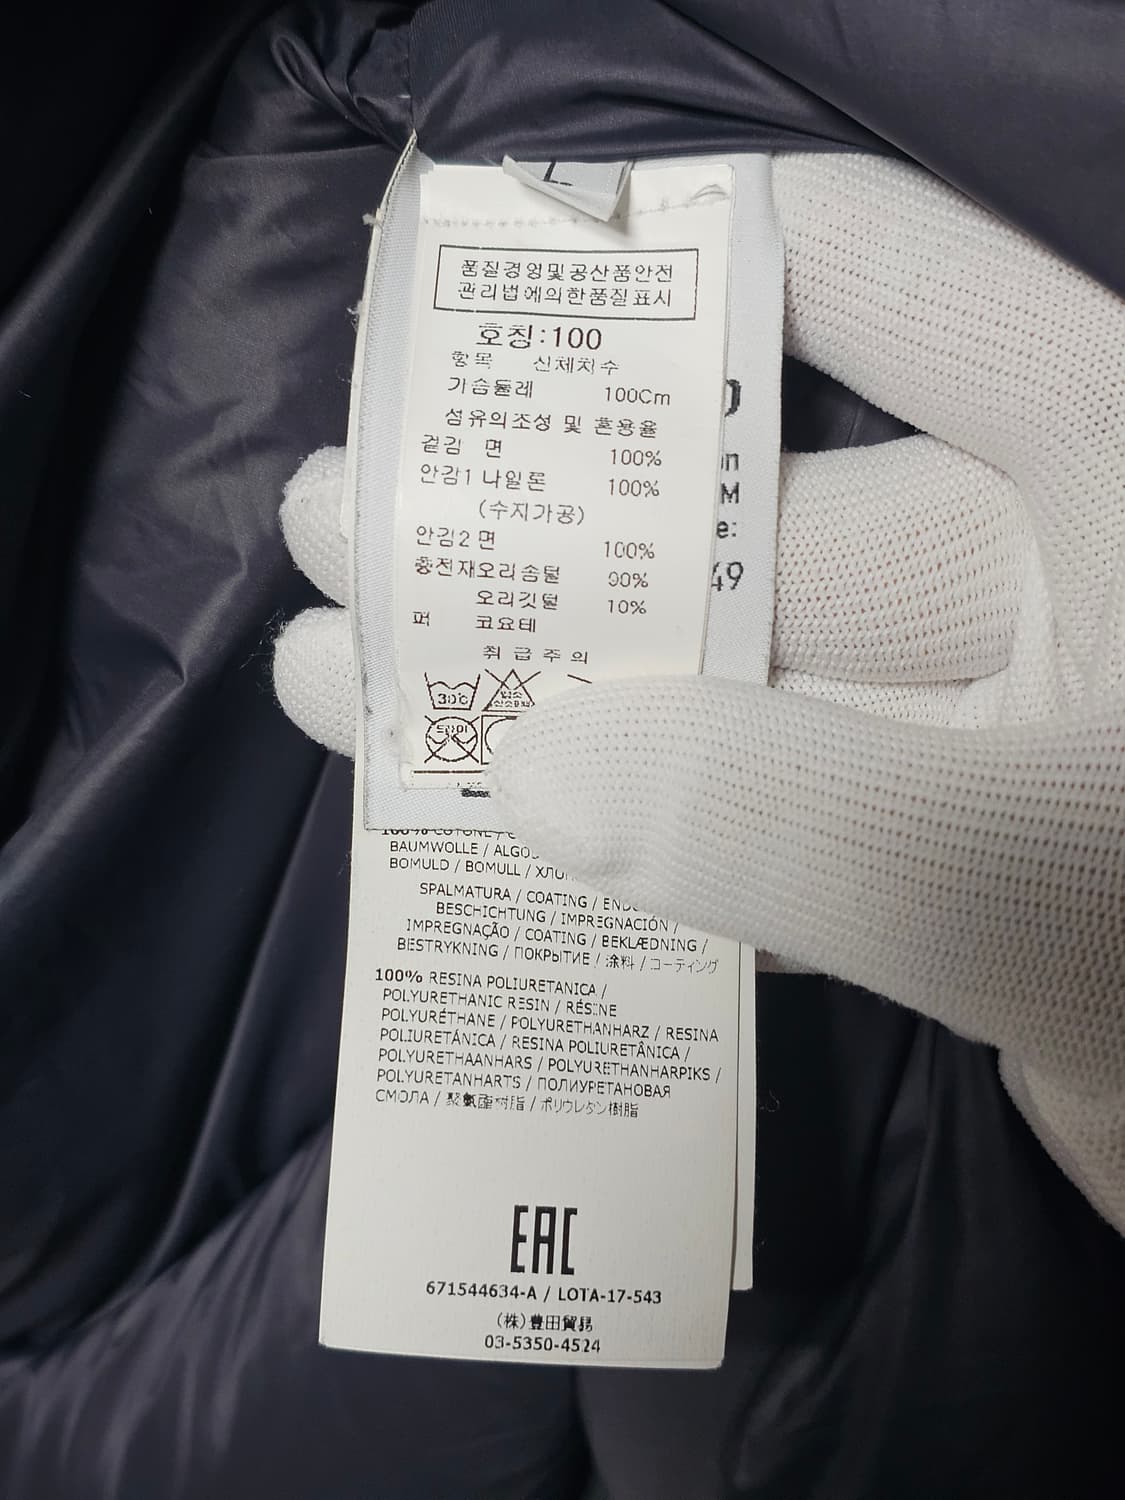 품질경영및공산품안전
관리법에의한품질표시
호칭:100
항목 신체치수
가슴둘레 100Cm
섬유의조성 및 혼용율
겉감 면 100%
안감1 나일론 100%
(수지가공)
안감2 면 100%
충전재오리솜털 90%
오리깃털 10%
퍼 코요테
취급주의
30C
49
100% COTONE /
BAUMWOLLE /
BOMULD / BOMULL /
SPALMATURA / COATING /
BESCHICHTUNG / IMPREGNACIÓN /
IMPREGNAÇÃO / COATING / BEKLÆDNING /
BESTRYKNING / ПОКРЫТИЕ / 涂料 / コーティング
100% RESINA POLIURETANICA /
POLYURETHANIC RESIN / RÉSINE
POLYURÉTHANE / POLYURETHANHARZ / RESINA
POLIURETÁNICA / RESINA POLIURETÂNICA /
POLYURETHAANHARS / POLYURETHANHARPIKS /
POLYURETANHARTS / ПОЛИУРЕТАНОВАЯ
СМОЛА / 聚氨酯树脂 / ポリウレタン樹脂
EAC
671544634-A / LOTA-17-543
(株)豊田貿易
03-5350-4524